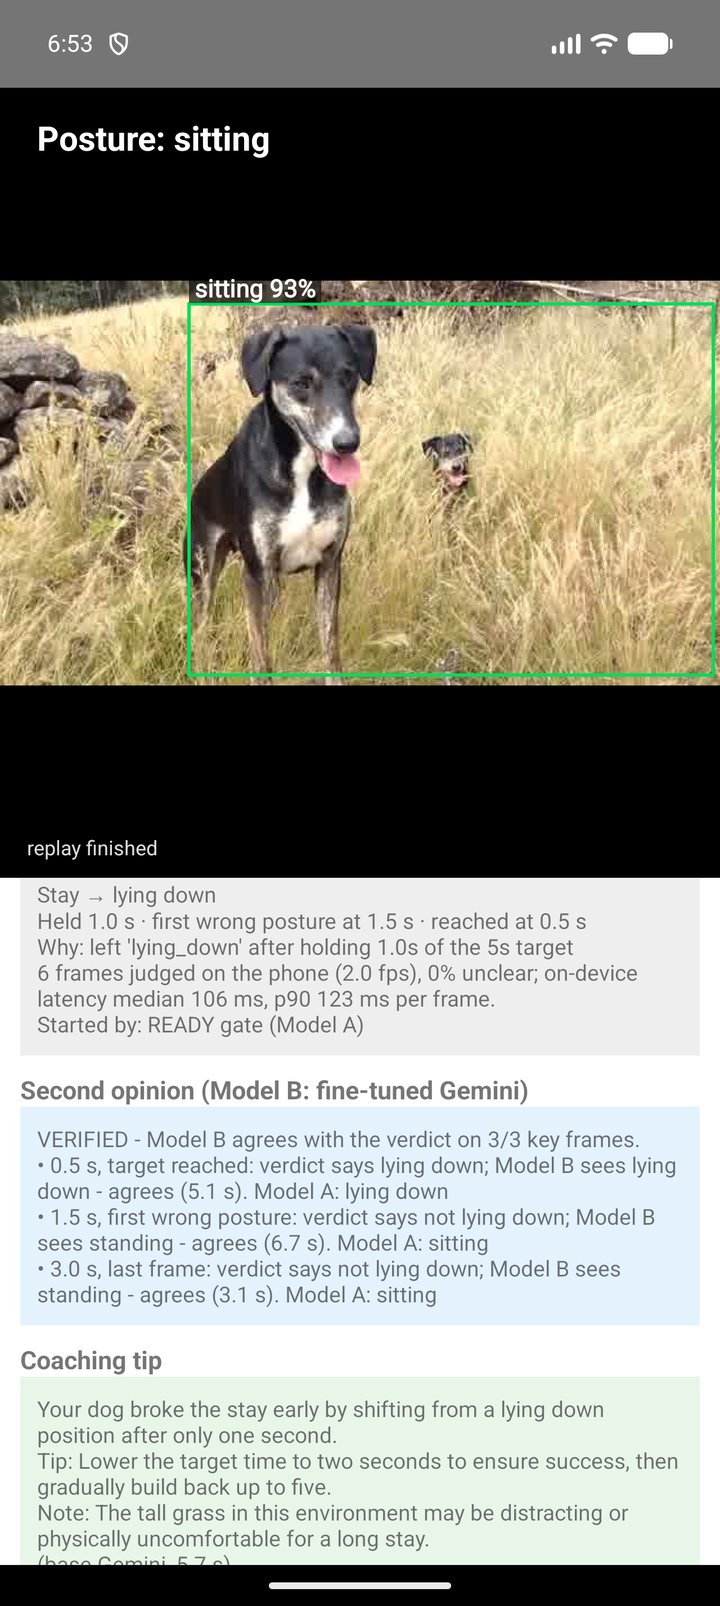 6:53
Posture: sitting
sitting 93%
replay finished
Stay → lying down
Held 1.0 s · first wrong posture at 1.5 s · reached at 0.5 s
Why: left 'lying_down' after holding 1.0s of the 5s target
6 frames judged on the phone (2.0 fps), 0% unclear; on-device
latency median 106 ms, p90 123 ms per frame.
Started by: READY gate (Model A)
Second opinion (Model B: fine-tuned Gemini)
VERIFIED - Model B agrees with the verdict on 3/3 key frames.
• 0.5 s, target reached: verdict says lying down; Model B sees lying
down - agrees (5.1 s). Model A: lying down
• 1.5 s, first wrong posture: verdict says not lying down; Model B
sees standing - agrees (6.7 s). Model A: sitting
• 3.0 s, last frame: verdict says not lying down; Model B sees
standing - agrees (3.1 s). Model A: sitting
Coaching tip
Your dog broke the stay early by shifting from a lying down
position after only one second.
Tip: Lower the target time to two seconds to ensure success, then
gradually build back up to five.
Note: The tall grass in this environment may be distracting or
physically uncomfortable for a long stay.
(base Gemini, 5.7 s)